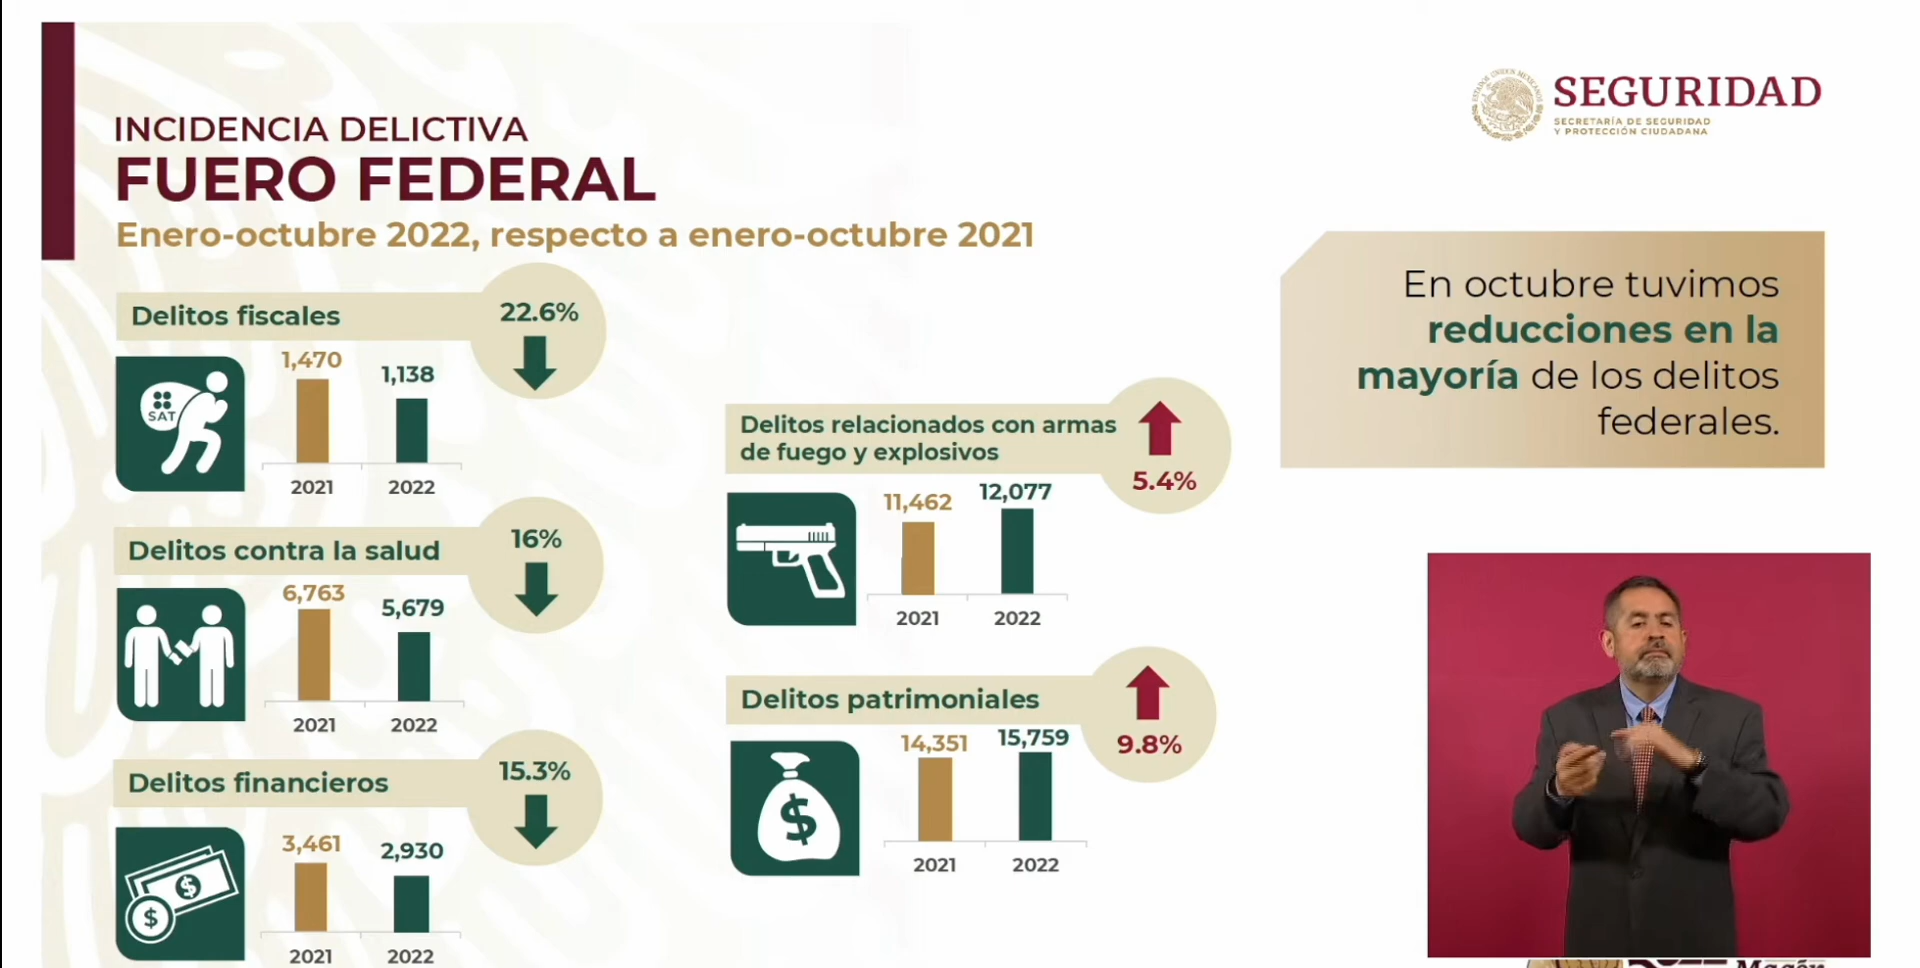 INCIDENCIA DELICTIVA
FUERO FEDERAL
Enero-octubre 2022, respecto a enero-octubre 2021
SEGURIDAD
SECRETARÍA DE SEGURIDAD
Y PROTECCIÓN CIUDADANA
ESTADOS UNIDOS MEXICANOS
Delitos fiscales
22.6%
SAT
1,470
1,138
2021
2022
Delitos contra la salud
16%
6,763
5,679
2021
2022
Delitos financieros
15.3%
$
$
3,461
2,930
2021
2022
Delitos relacionados con armas
de fuego y explosivos
5.4%
11,462
12,077
2021
2022
Delitos patrimoniales
9.8%
$
14,351
15,759
2021
2022
En octubre tuvimos
reducciones en la
mayoría de los delitos
federales.